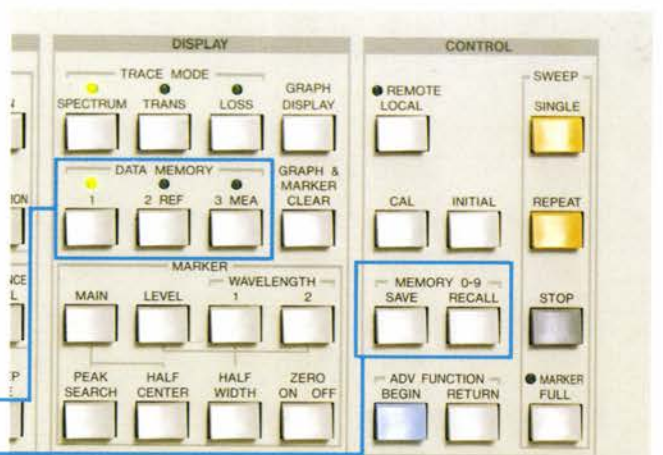 DISPLAY
TRACE MODE
SPECTRUM TRANS LOSS
GRAPH
DISPLAY
DATA MEMORY
1 2 REF 3 MEA
GRAPH &
MARKER
CLEAR
MARKER
WAVELENGTH
MAIN LEVEL 1 2
PEAK
SEARCH
HALF
CENTER
HALF
WIDTH
ZERO
ON OFF
CONTROL
REMOTE
LOCAL
CAL INITIAL
MEMORY 0-9
SAVE RECALL
ADV FUNCTION
BEGIN RETURN
SWEEP
SINGLE
REPEAT
STOP
MARKER
FULL